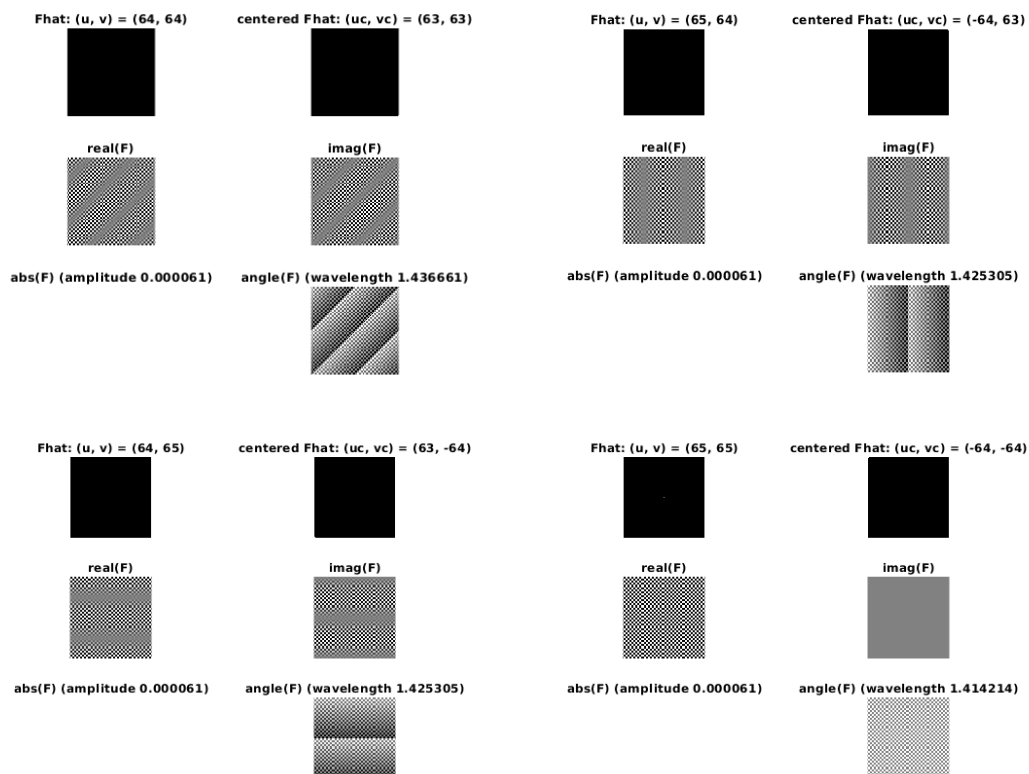 Fhat: (u, v) = (64, 64)
centered Fhat: (uc, vc) = (63, 63)
real(F)
imag(F)
abs(F) (amplitude 0.000061)
angle(F) (wavelength 1.436661)
Fhat: (u, v) = (65, 64)
centered Fhat: (uc, vc) = (-64, 63)
real(F)
imag(F)
abs(F) (amplitude 0.000061)
angle(F) (wavelength 1.425305)
Fhat: (u, v) = (64, 65)
centered Fhat: (uc, vc) = (63, -64)
real(F)
imag(F)
abs(F) (amplitude 0.000061)
angle(F) (wavelength 1.425305)
Fhat: (u, v) = (65, 65)
centered Fhat: (uc, vc) = (-64, -64)
real(F)
imag(F)
abs(F) (amplitude 0.000061)
angle(F) (wavelength 1.414214)